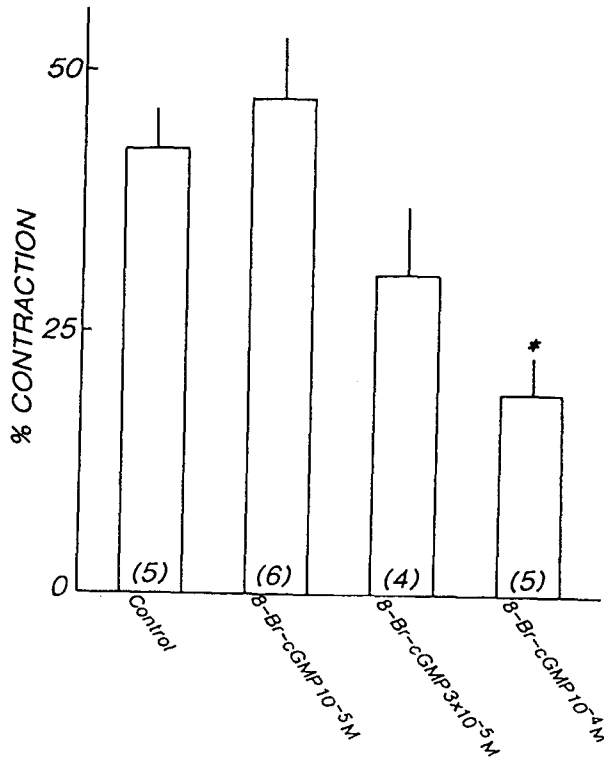 50
25
0
% CONTRACTION
(5)
(6)
(4)
(5)
*
Control
8-Br-cGMP 10⁻⁵M
8-Br-cGMP 3x10⁻⁵M
8-Br-cGMP 10⁻⁴M